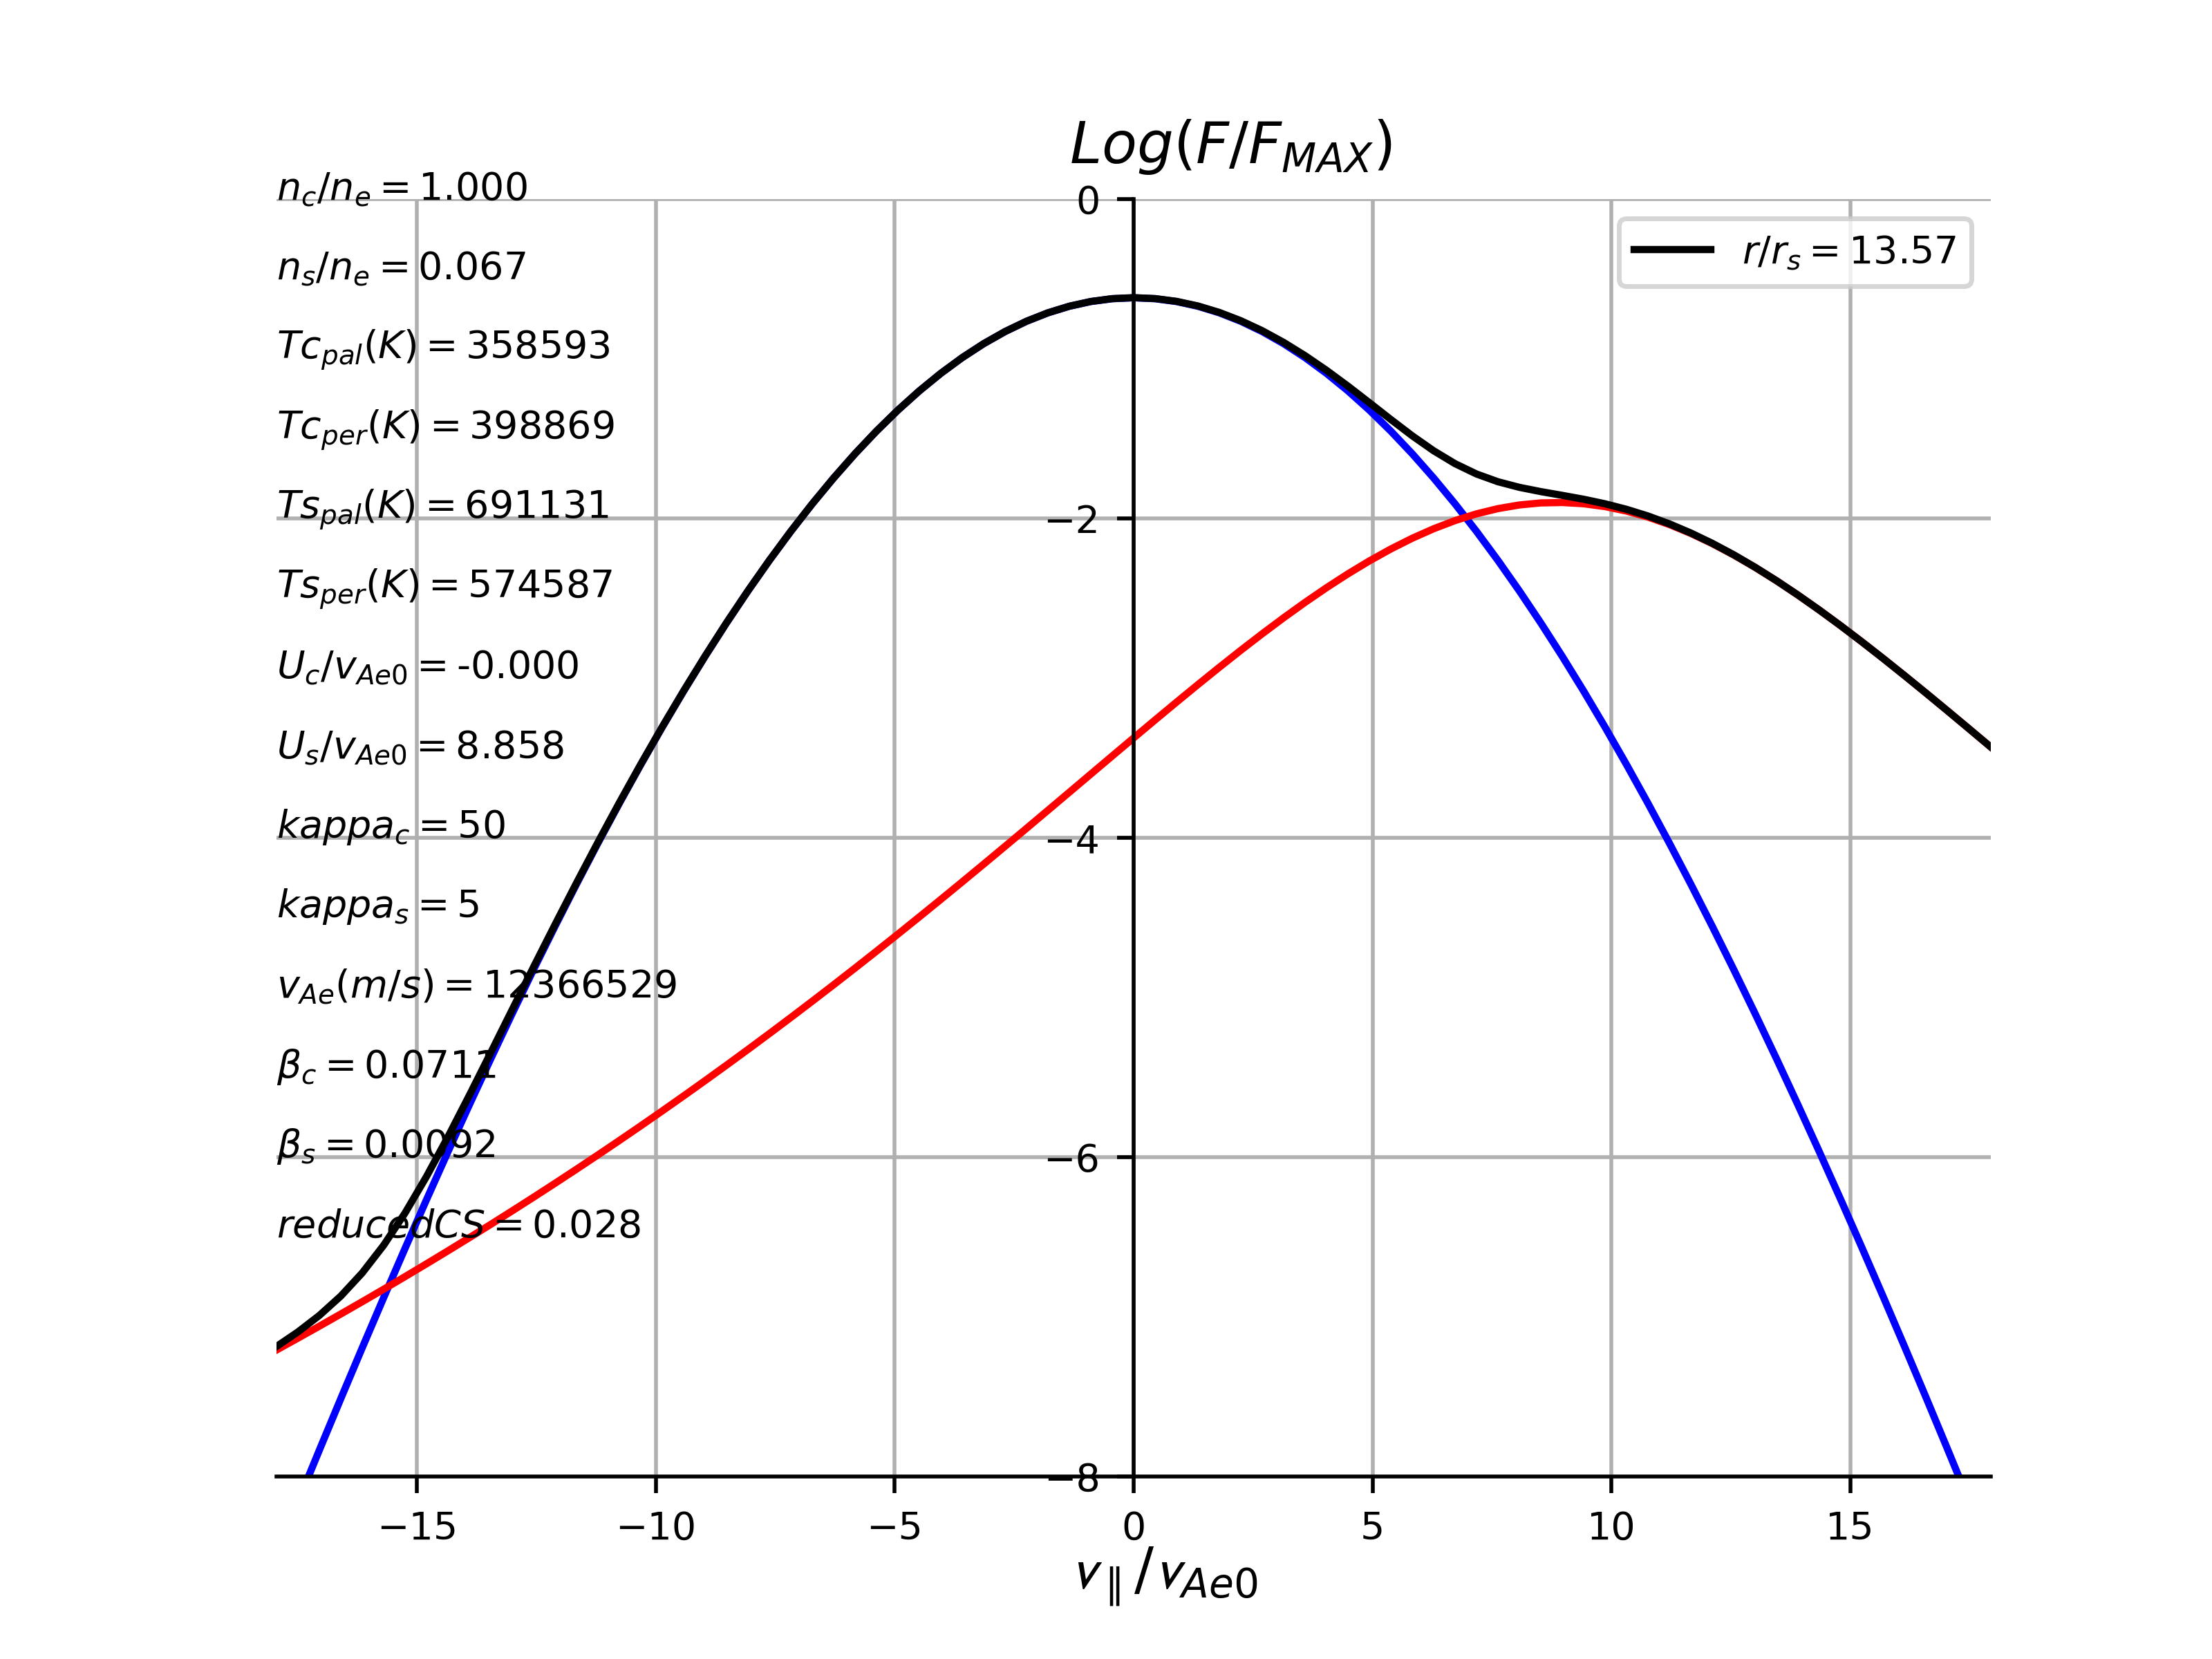 Log(F/F_MAX)
n_c/n_e = 1.000
n_s/n_e = 0.067
Tc_pal(K) = 358593
Tc_per(K) = 398869
Ts_pal(K) = 691131
Ts_per(K) = 574587
U_c/v_Ae0 = -0.000
U_s/v_Ae0 = 8.858
kappa_c = 50
kappa_s = 5
v_Ae(m/s) = 12366529
β_c = 0.0711
β_s = 0.0092
reducedCS = 0.028
r/r_s = 13.57
0
−2
−4
−6
−8
−15 −10 −5 0 5 10 15
v_∥/v_Ae0